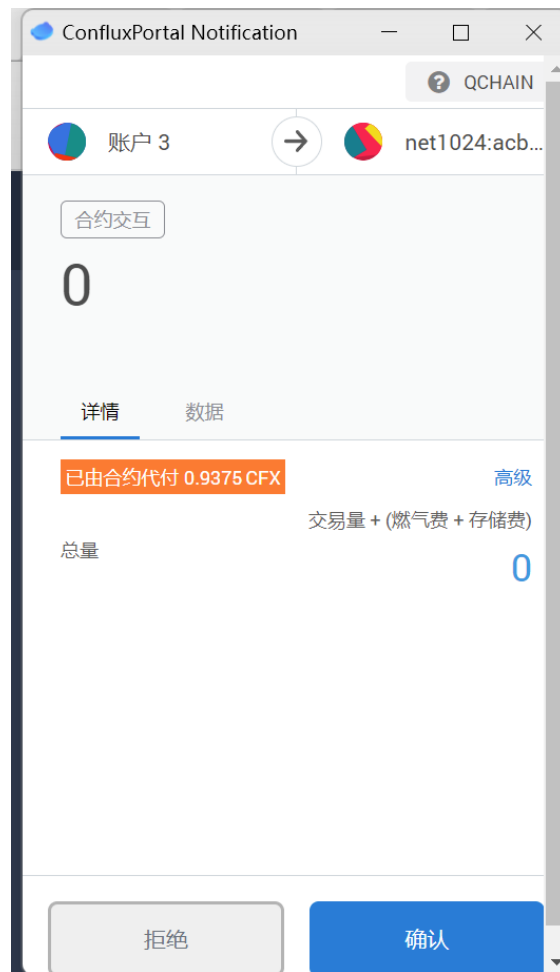 ConfluxPortal Notification
QCHAIN
账户 3
net1024:acb...
合约交互
0
详情
数据
已由合约代付 0.9375 CFX
高级
交易量 + (燃气费 + 存储费)
总量
0
拒绝
确认